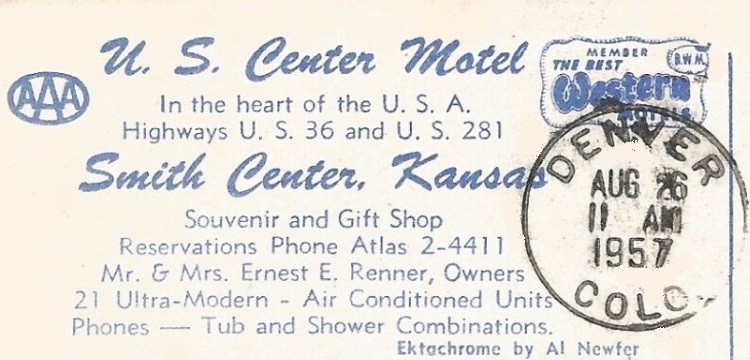 U. S. Center Motel
AAA
MEMBER
THE BEST
B.W.M.
Western
MOTELS
In the heart of the U. S. A.
Highways U. S. 36 and U. S. 281
Smith Center, Kansas
DENVER
AUG 26
11 AM
1957
COLO
Souvenir and Gift Shop
Reservations Phone Atlas 2-4411
Mr. & Mrs. Ernest E. Renner, Owners
21 Ultra-Modern - Air Conditioned Units
Phones — Tub and Shower Combinations.
Ektachrome by Al Newfer